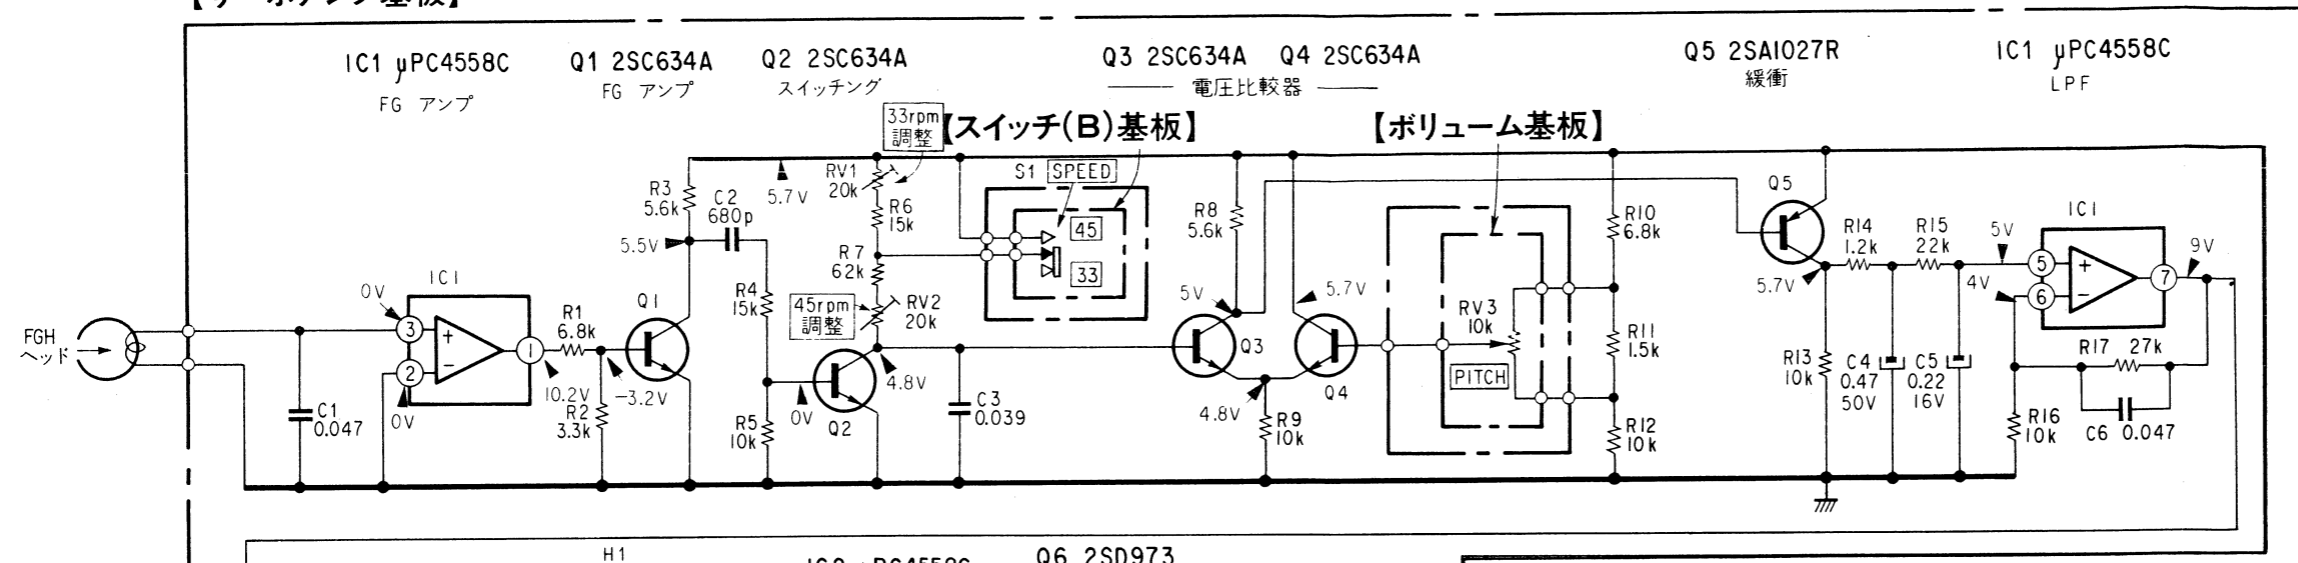 IC1 μPC4558C
FG アンプ
Q1 2SC634A
FG アンプ
Q2 2SC634A
スイッチング
Q3 2SC634A Q4 2SC634A
電圧比較器
Q5 2SA1027R
緩衝
IC1 μPC4558C
LPF
33rpm
調整
【スイッチ(B)基板】
【ボリューム基板】
R3
5.6k
C2
680p
5.7V
RV1
20k
R6
15k
S1 SPEED
45
33
R8
5.6k
R10
6.8k
Q5
5.5V
R7
62k
R14
1.2k
R15
22k
5V
IC1
9V
5
6
7
+
−
4V
IC1
0V
3
2
1
+
−
0V
R1
6.8k
Q1
R4
15k
45rpm
調整
RV2
20k
5V
5.7V
RV3
10k
R11
1.5k
5.7V
FGH
ヘッド
C1
0.047
10.2V
R2
3.3k
−3.2V
R5
10k
0V
Q2
4.8V
C3
0.039
Q3
Q4
4.8V
R9
10k
PITCH
R12
10k
R13
10k
C4
0.47
50V
C5
0.22
16V
R17 27k
R16
10k
C6 0.047
H1
Q6 2SD973